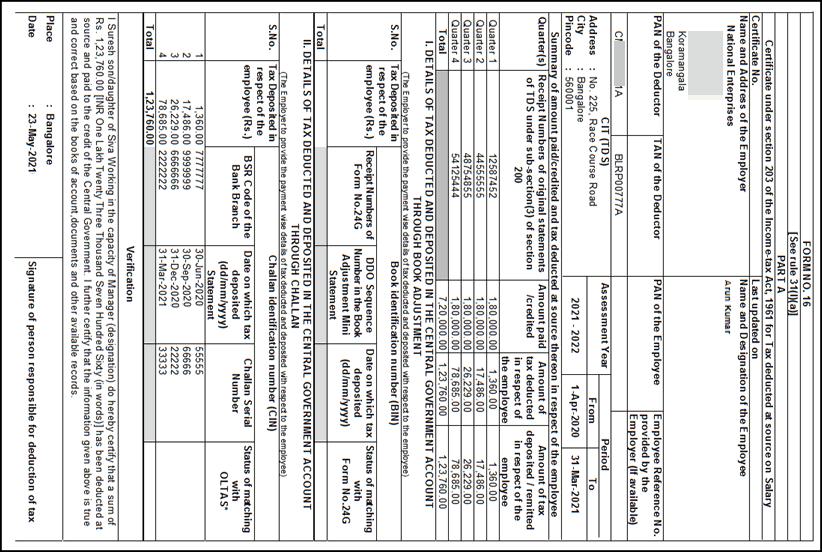 FORM NO. 16
[See rule 31(I)(a)]
PART A
Certificate under section 203 of the Income-tax Act, 1961 for Tax deducted at source on Salary
Certificate No.
Last updated on
Name and Address of the Employer
Name and Designation of the Employee
National Enterprises
Arun Kumar
Koramangala
Bangalore
PAN of the Deductor
TAN of the Deductor
PAN of the Employee
Employee Reference No. provided by the Employer (If available)
BLRP00777A
CIT (TDS)
Assessment Year
Period
Address : No. 225, Race Course Road
From To
City : Bangalore
2021 - 2022
1-Apr-2020
31-Mar-2021
Pincode : 560001
Summary of amount paid/credited and tax deducted at source thereon in respect of the employee
Quarter(s)
Receipt Numbers of original statements of TDS under sub-section(3) of section 200
Amount paid /credited
Amount of tax deducted in respect of the employee
Amount of tax deposited / remitted in respect of the employee
Quarter 1 12587452 1,80,000.00 1,360.00 1,360.00
Quarter 2 44555555 1,80,000.00 17,486.00 17,486.00
Quarter 3 48754855 1,80,000.00 26,229.00 26,229.00
Quarter 4 54125444 1,80,000.00 78,685.00 78,685.00
Total 7,20,000.00 1,23,760.00 1,23,760.00
I. DETAILS OF TAX DEDUCTED AND DEPOSITED IN THE CENTRAL GOVERNMENT ACCOUNT
THROUGH BOOK ADJUSTMENT
(The Employer to provide the payment wise details of tax deducted and deposited with respect to the employee)
S.No.
Tax Deposited in respect of the employee (Rs.)
Book identification number (BIN)
Receipt Numbers of Form No.24G
DDO Sequence Number in the Book Adjustment Mini Statement
Date on which tax deposited (dd/mm/yyyy)
Status of matching with Form No.24G
Total
II. DETAILS OF TAX DEDUCTED AND DEPOSITED IN THE CENTRAL GOVERNMENT ACCOUNT
THROUGH CHALLAN
(The Employer to provide the payment wise details of tax deducted and deposited with respect to the employee)
S.No.
Tax Deposited in respect of the employee (Rs.)
Challan identification number (CIN)
BSR Code of the Bank Branch
Date on which tax deposited (dd/mm/yyyy) Statement
Challan Serial Number
Status of matching with OLTAS*
1 1,360.00 7777777 30-Jun-2020 55555
2 17,486.00 9999999 30-Sep-2020 66666
3 26,229.00 6666666 31-Dec-2020 22222
4 78,685.00 2222222 31-Mar-2021 33333
Total 1,23,760.00
Verification
I Suresh son/daughter of Siva Working in the capacity of Manager (designation) do hereby certify that a sum of
Rs. 1,23,760.00 [INR One Lakh Twenty Three Thousand Seven Hundred Sixty (in words)] has been deducted at
source and paid to the credit of the Central Government. I further certify that the information given above is true
and correct based on the books of account,documents and other available records.
Place : Bangalore
Date : 23-May-2021
Signature of person responsible for deduction of tax